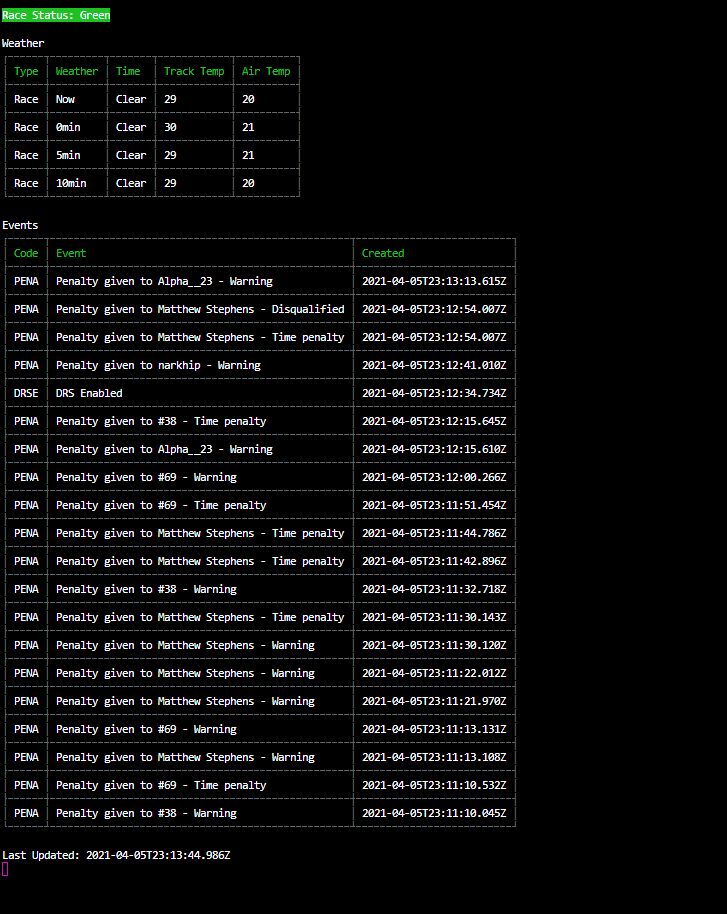 Race Status: Green
Weather
Type Weather Time Track Temp Air Temp
Race Now Clear 29 20
Race 0min Clear 30 21
Race 5min Clear 29 21
Race 10min Clear 29 20
Events
Code Event Created
PENA Penalty given to Alpha__23 - Warning 2021-04-05T23:13:13.615Z
PENA Penalty given to Matthew Stephens - Disqualified 2021-04-05T23:12:54.007Z
PENA Penalty given to Matthew Stephens - Time penalty 2021-04-05T23:12:54.007Z
PENA Penalty given to narkhip - Warning 2021-04-05T23:12:41.010Z
DRSE DRS Enabled 2021-04-05T23:12:34.734Z
PENA Penalty given to #38 - Time penalty 2021-04-05T23:12:15.645Z
PENA Penalty given to Alpha__23 - Warning 2021-04-05T23:12:15.610Z
PENA Penalty given to #69 - Warning 2021-04-05T23:12:00.266Z
PENA Penalty given to #69 - Time penalty 2021-04-05T23:11:51.454Z
PENA Penalty given to Matthew Stephens - Time penalty 2021-04-05T23:11:44.786Z
PENA Penalty given to Matthew Stephens - Time penalty 2021-04-05T23:11:42.896Z
PENA Penalty given to #38 - Warning 2021-04-05T23:11:32.718Z
PENA Penalty given to Matthew Stephens - Time penalty 2021-04-05T23:11:30.143Z
PENA Penalty given to Matthew Stephens - Warning 2021-04-05T23:11:30.120Z
PENA Penalty given to Matthew Stephens - Warning 2021-04-05T23:11:22.012Z
PENA Penalty given to Matthew Stephens - Warning 2021-04-05T23:11:21.970Z
PENA Penalty given to #69 - Warning 2021-04-05T23:11:13.131Z
PENA Penalty given to Matthew Stephens - Warning 2021-04-05T23:11:13.108Z
PENA Penalty given to #69 - Time penalty 2021-04-05T23:11:10.532Z
PENA Penalty given to #38 - Warning 2021-04-05T23:11:10.045Z
Last Updated: 2021-04-05T23:13:44.986Z